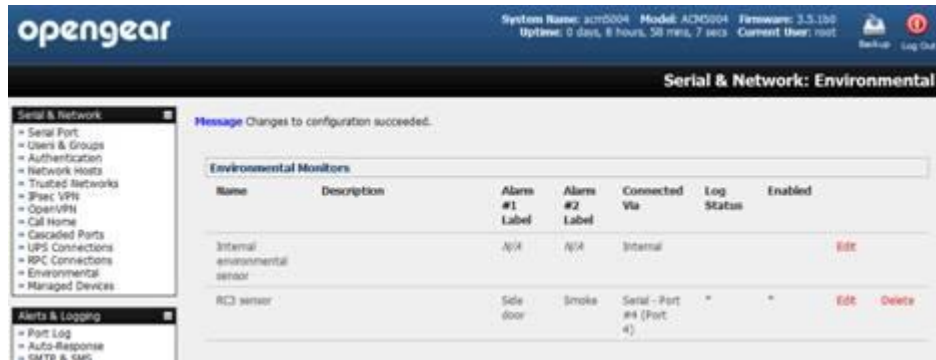 opengear
System Name: acm5004 Model: ACM5004 Firmware: 3.5.1b0
Uptime: 0 days, 8 hours, 58 mins, 7 secs Current User: root
Backup
Log Out
Serial & Network: Environmental
Serial & Network
Serial Port
Users & Groups
Authentication
Network Hosts
Trusted Networks
IPsec VPN
OpenVPN
Call Home
Cascaded Ports
UPS Connections
RPC Connections
Environmental
Managed Devices
Alerts & Logging
Port Log
Auto-Response
SMTP & SMS
Message Changes to configuration succeeded.
Environmental Monitors
Name Description Alarm #1 Label Alarm #2 Label Connected Via Log Status Enabled
Internal environmental sensor N/A N/A Internal Edit
Side door Smoke Serial - Port #4 (Port 4) * * Edit Delete